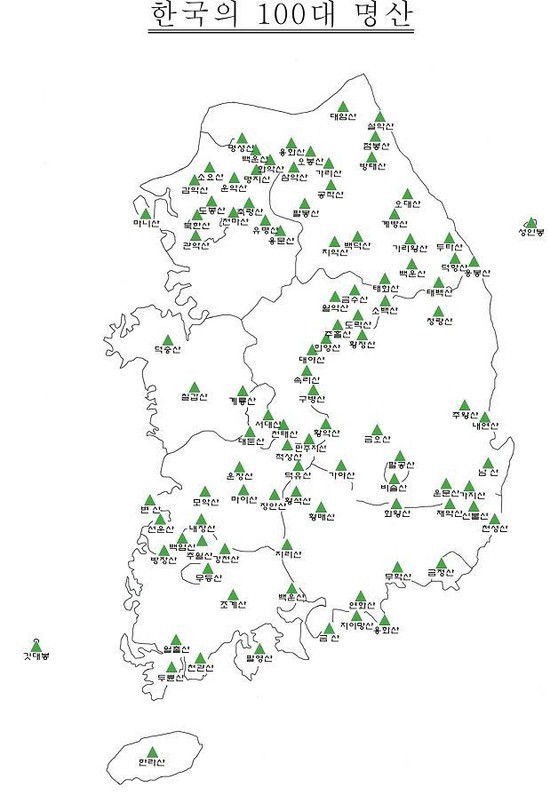 한국의 100대 명산
대암산
설악산
점봉산
방태산
명성산
백운산
화악산
명지산
용화산
오봉산
삼악산
가리산
공작산
소요산
감악산
운악산
도봉산
축령산
천마산
북한산
관악산
유명산
용문산
마니산
팔봉산
오대산
계방산
성인봉
치악산
백덕산
가리왕산
두타산
백운산
덕항산
응봉산
태화산
태백산
월악산
금수산
소백산
도락산
청량산
주흘산
황정산
희양산
대야산
속리산
구병산
덕숭산
칠갑산
계룡산
서대산
천태산
대둔산
황악산
민주지산
적상산
금오산
주왕산
내연산
팔공산
비슬산
남 산
운장산
덕유산
가야산
모악산
마이산
장안산
황석산
황매산
화왕산
운문산
가지산
재약산
신불산
천성산
변 산
선운산
내장산
백암산
추월산
강천산
방장산
지리산
무등산
무학산
금정산
조계산
백운산
연화산
지이망산
금 산
깃대봉
월출산
천관산
팔영산
두륜산
한라산